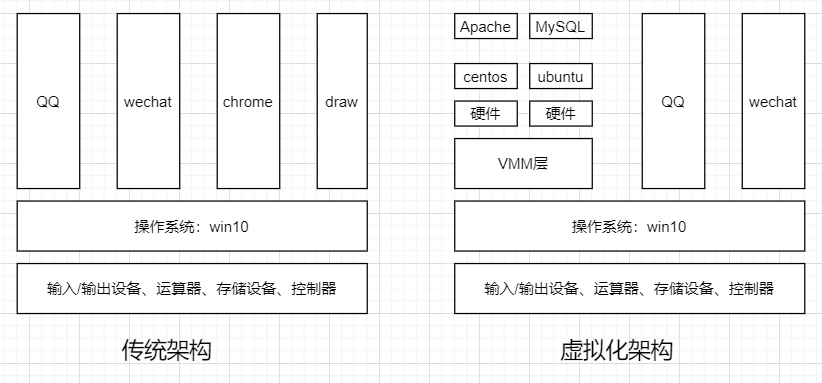 QQ
wechat
chrome
draw
操作系统：win10
输入/输出设备、运算器、存储设备、控制器
传统架构
Apache
MySQL
centos
ubuntu
硬件
硬件
VMM层
QQ
wechat
操作系统：win10
输入/输出设备、运算器、存储设备、控制器
虚拟化架构